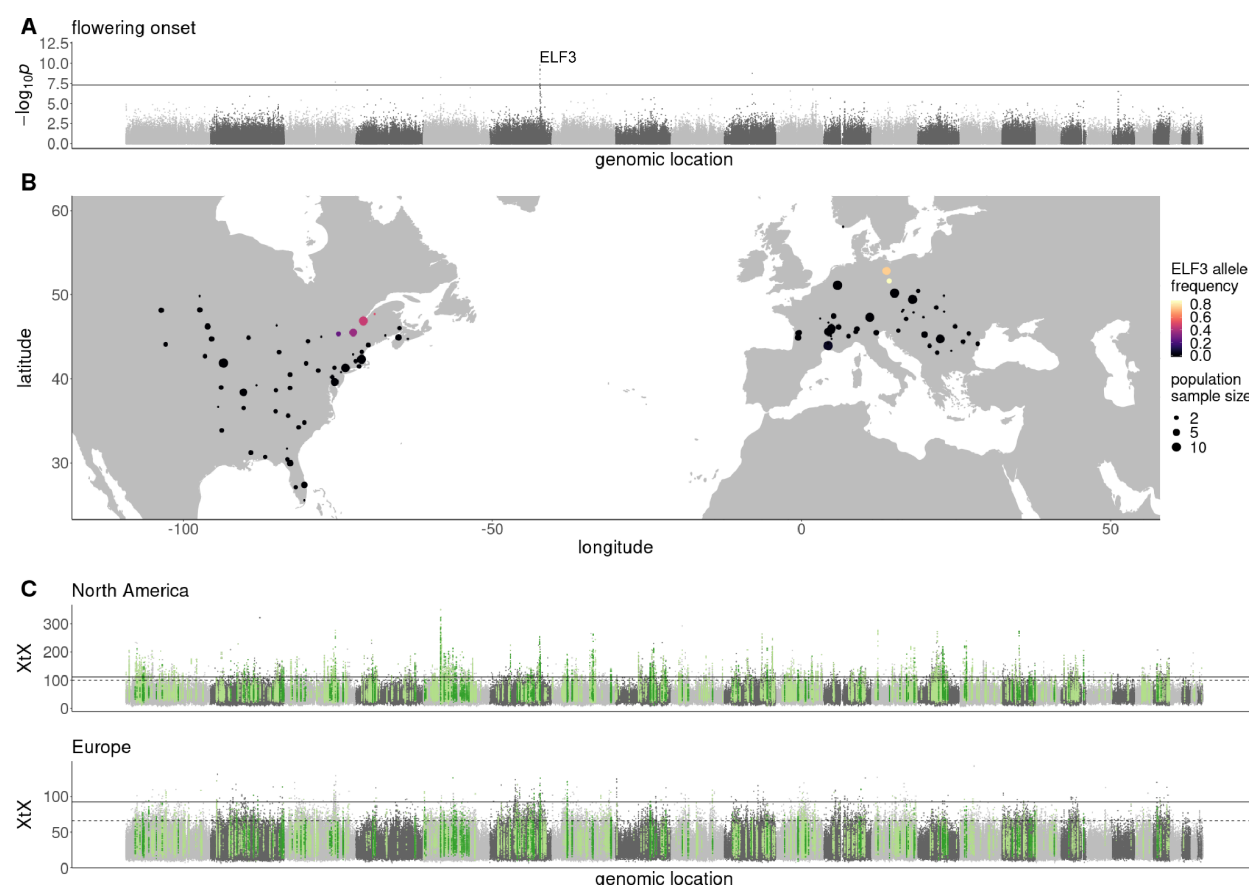 A
flowering onset
12.5
10.0
7.5
5.0
2.5
0.0
−log10p
ELF3
genomic location
B
60
50
40
30
latitude
-100
-50
0
50
longitude
ELF3 allele
frequency
0.8
0.6
0.4
0.2
0.0
population
sample size
2
5
10
C
North America
300
200
100
0
XtX
Europe
100
50
0
XtX
genomic location